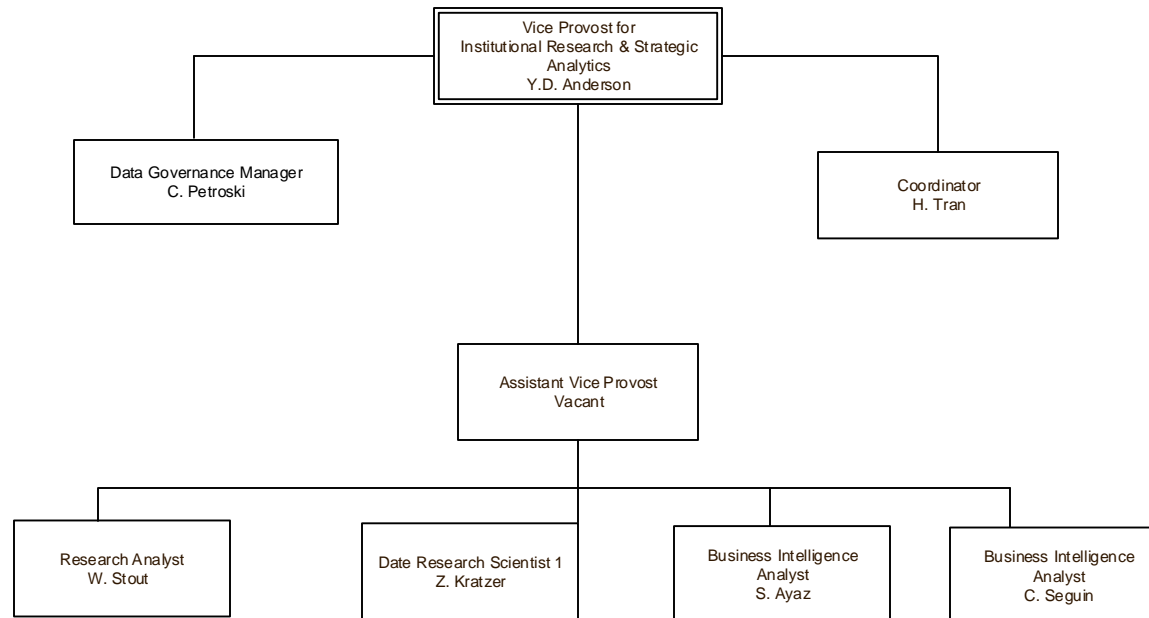 Vice Provost for
Institutional Research & Strategic
Analytics
Y.D. Anderson
Data Governance Manager
C. Petroski
Coordinator
H. Tran
Assistant Vice Provost
Vacant
Research Analyst
W. Stout
Date Research Scientist 1
Z. Kratzer
Business Intelligence
Analyst
S. Ayaz
Business Intelligence
Analyst
C. Seguin